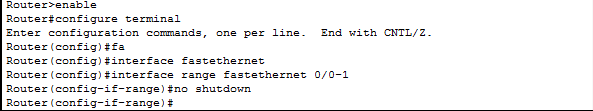 Router>enable
Router#configure terminal
Enter configuration commands, one per line.  End with CNTL/Z.
Router(config)#fa
Router(config)#interface fastethernet
Router(config)#interface range fastethernet 0/0-1
Router(config-if-range)#no shutdown
Router(config-if-range)#